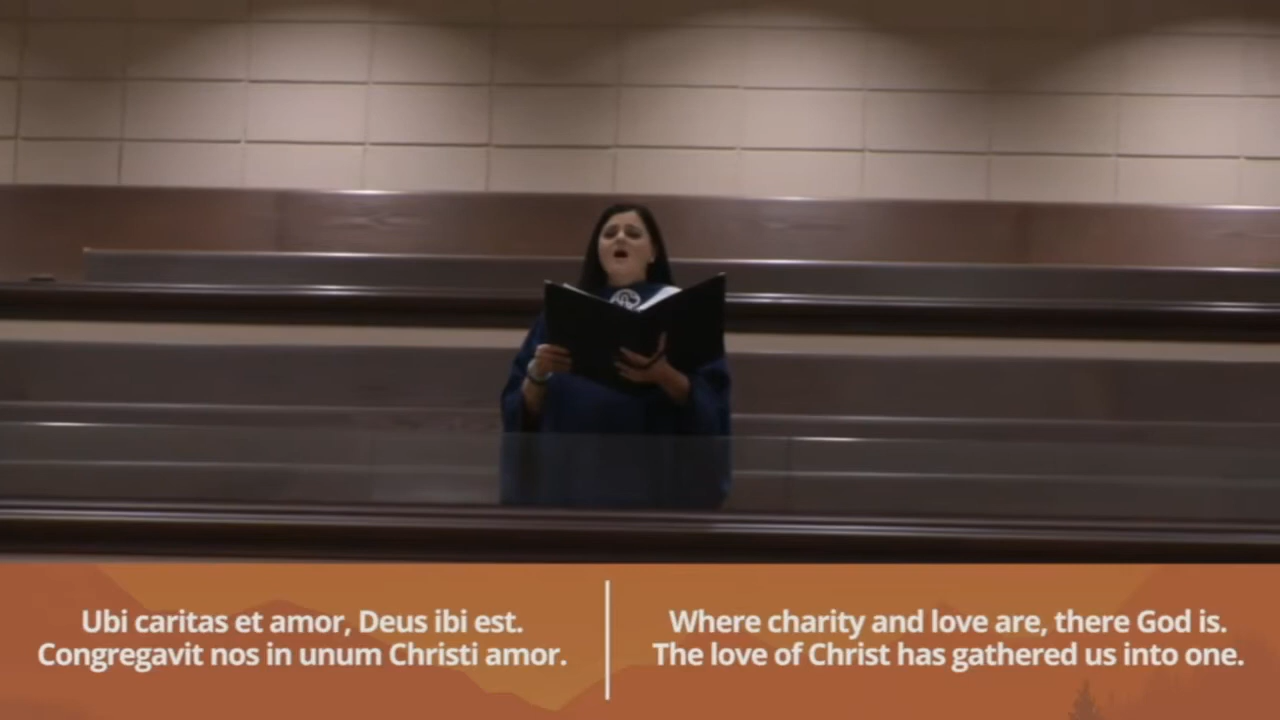 Ubi caritas et amor, Deus ibi est.
Congregavit nos in unum Christi amor.
Where charity and love are, there God is.
The love of Christ has gathered us into one.